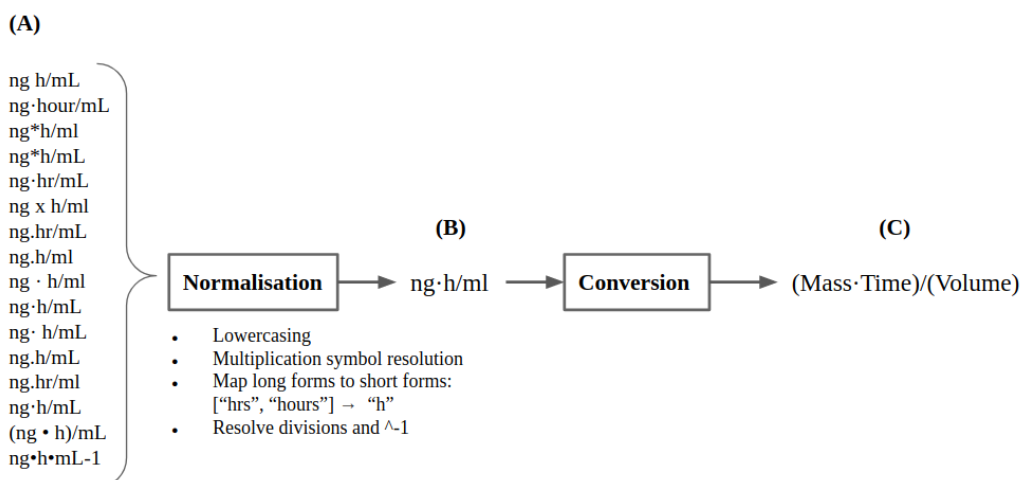 (A)
ng h/mL
ng·hour/mL
ng*h/ml
ng*h/mL
ng·hr/mL
ng x h/ml
ng.hr/mL
ng.h/ml
ng · h/ml
ng·h/mL
ng· h/mL
ng.h/mL
ng.hr/ml
ng·h/mL
(ng • h)/mL
ng•h•mL-1
Normalisation
• Lowercasing
• Multiplication symbol resolution
• Map long forms to short forms:
[“hrs”, “hours”] → “h”
• Resolve divisions and ^-1
(B)
ng·h/ml
Conversion
(C)
(Mass·Time)/(Volume)